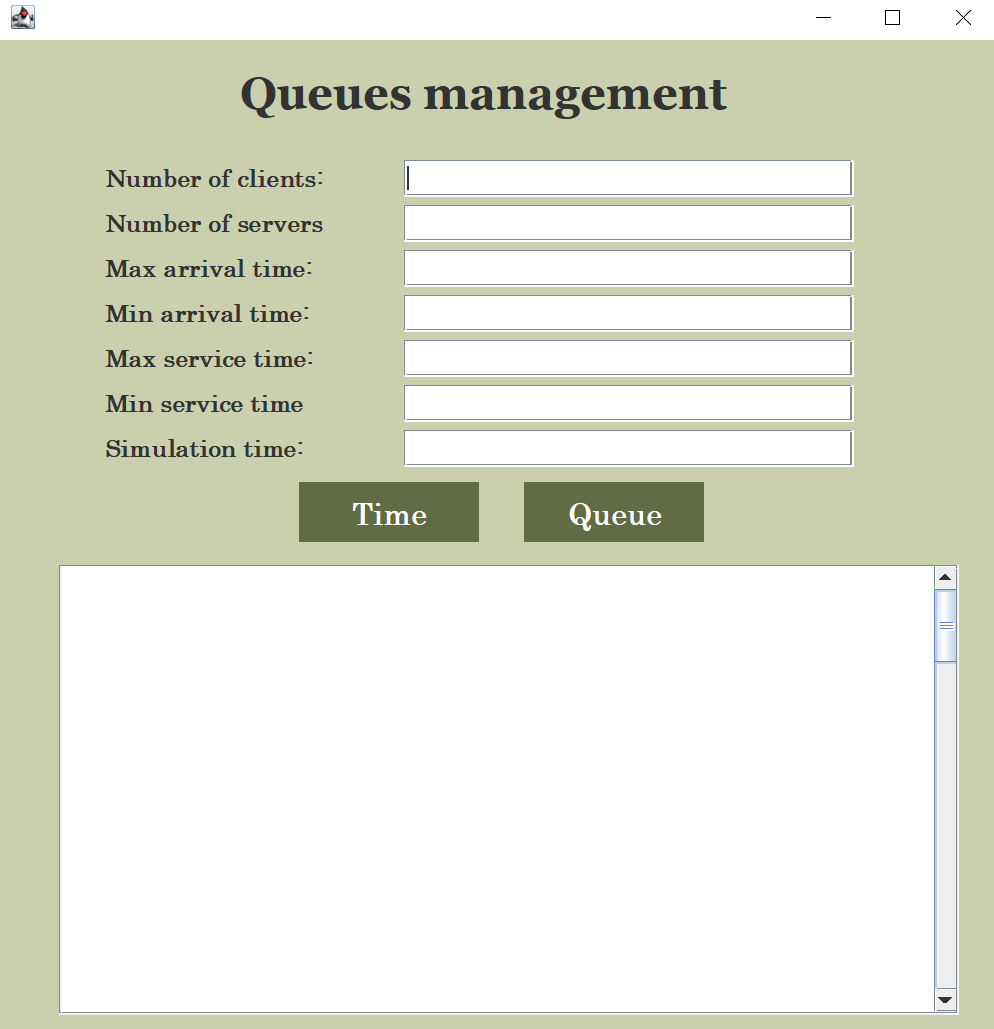 Queues management
Number of clients:
Number of servers
Max arrival time:
Min arrival time:
Max service time:
Min service time
Simulation time:
Time
Queue